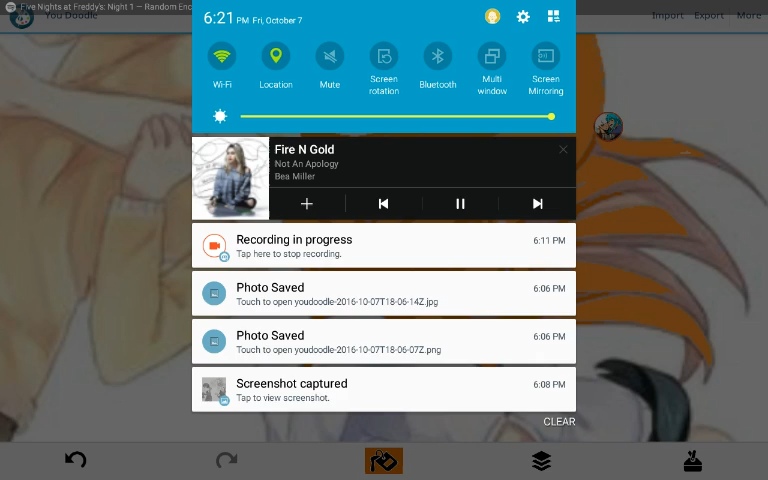 Five Nights at Freddy's: Night 1 — Random Enc
You Doodle
Import Export More
6:21 PM Fri, October 7
Wi-Fi
Location
Mute
Screen rotation
Bluetooth
Multi window
Screen Mirroring
Fire N Gold
Not An Apology
Bea Miller
Recording in progress
6:11 PM
Tap here to stop recording.
Photo Saved
6:06 PM
Touch to open youdoodle-2016-10-07T18-06-14Z.jpg
Photo Saved
6:06 PM
Touch to open youdoodle-2016-10-07T18-06-07Z.png
Screenshot captured
6:08 PM
Tap to view screenshot.
CLEAR